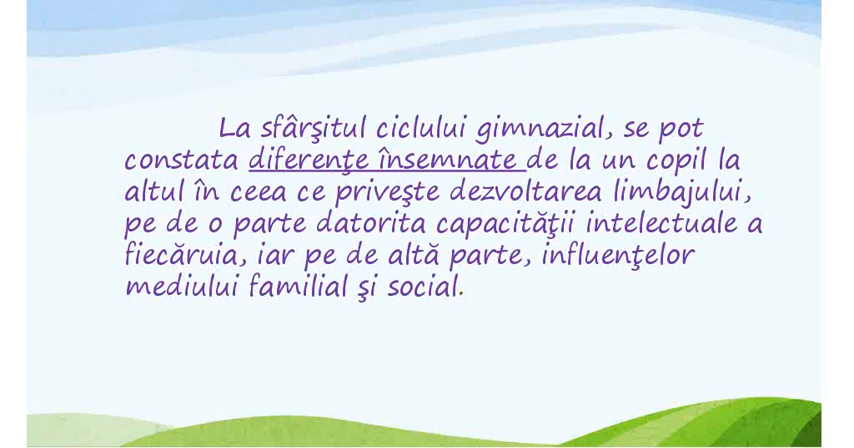 La sfârşitul ciclului gimnazial, se pot
constata diferenţe însemnate de la un copil la
altul în ceea ce priveşte dezvoltarea limbajului,
pe de o parte datorita capacităţii intelectuale a
fiecăruia, iar pe de altă parte, influenţelor
mediului familial şi social.